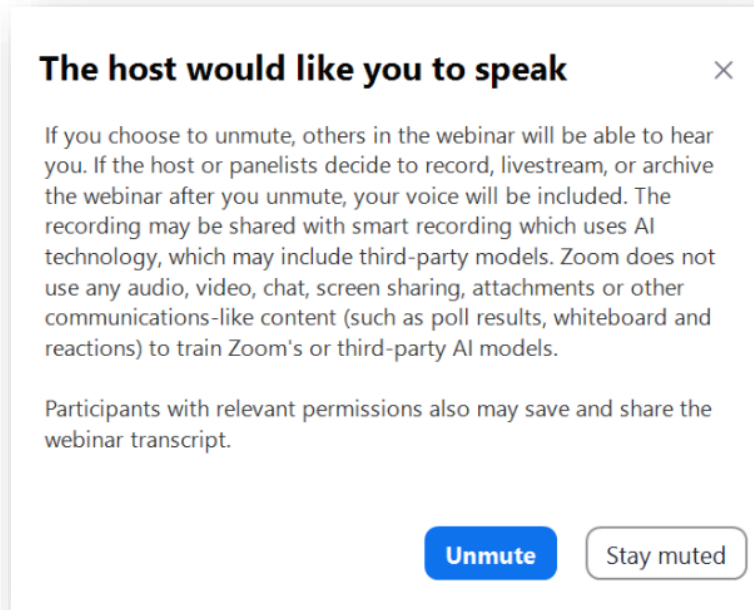 The host would like you to speak
If you choose to unmute, others in the webinar will be able to hear
you. If the host or panelists decide to record, livestream, or archive
the webinar after you unmute, your voice will be included. The
recording may be shared with smart recording which uses AI
technology, which may include third-party models. Zoom does not
use any audio, video, chat, screen sharing, attachments or other
communications-like content (such as poll results, whiteboard and
reactions) to train Zoom's or third-party AI models.
Participants with relevant permissions also may save and share the
webinar transcript.
Unmute Stay muted